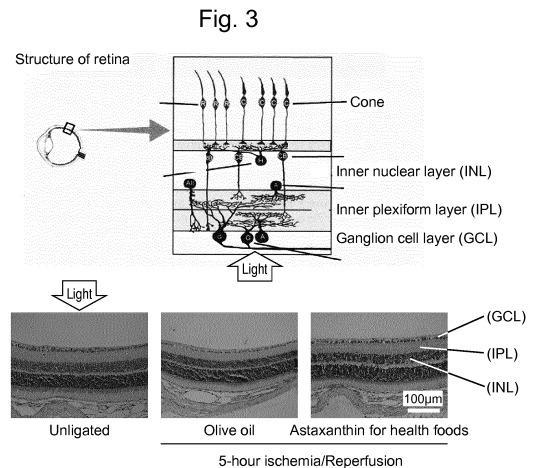 Fig. 3
Structure of retina
Cone
Inner nuclear layer (INL)
Inner plexiform layer (IPL)
Ganglion cell layer (GCL)
Light
Light
(GCL)
(IPL)
(INL)
100μm
Unligated
Olive oil
Astaxanthin for health foods
5-hour ischemia/Reperfusion